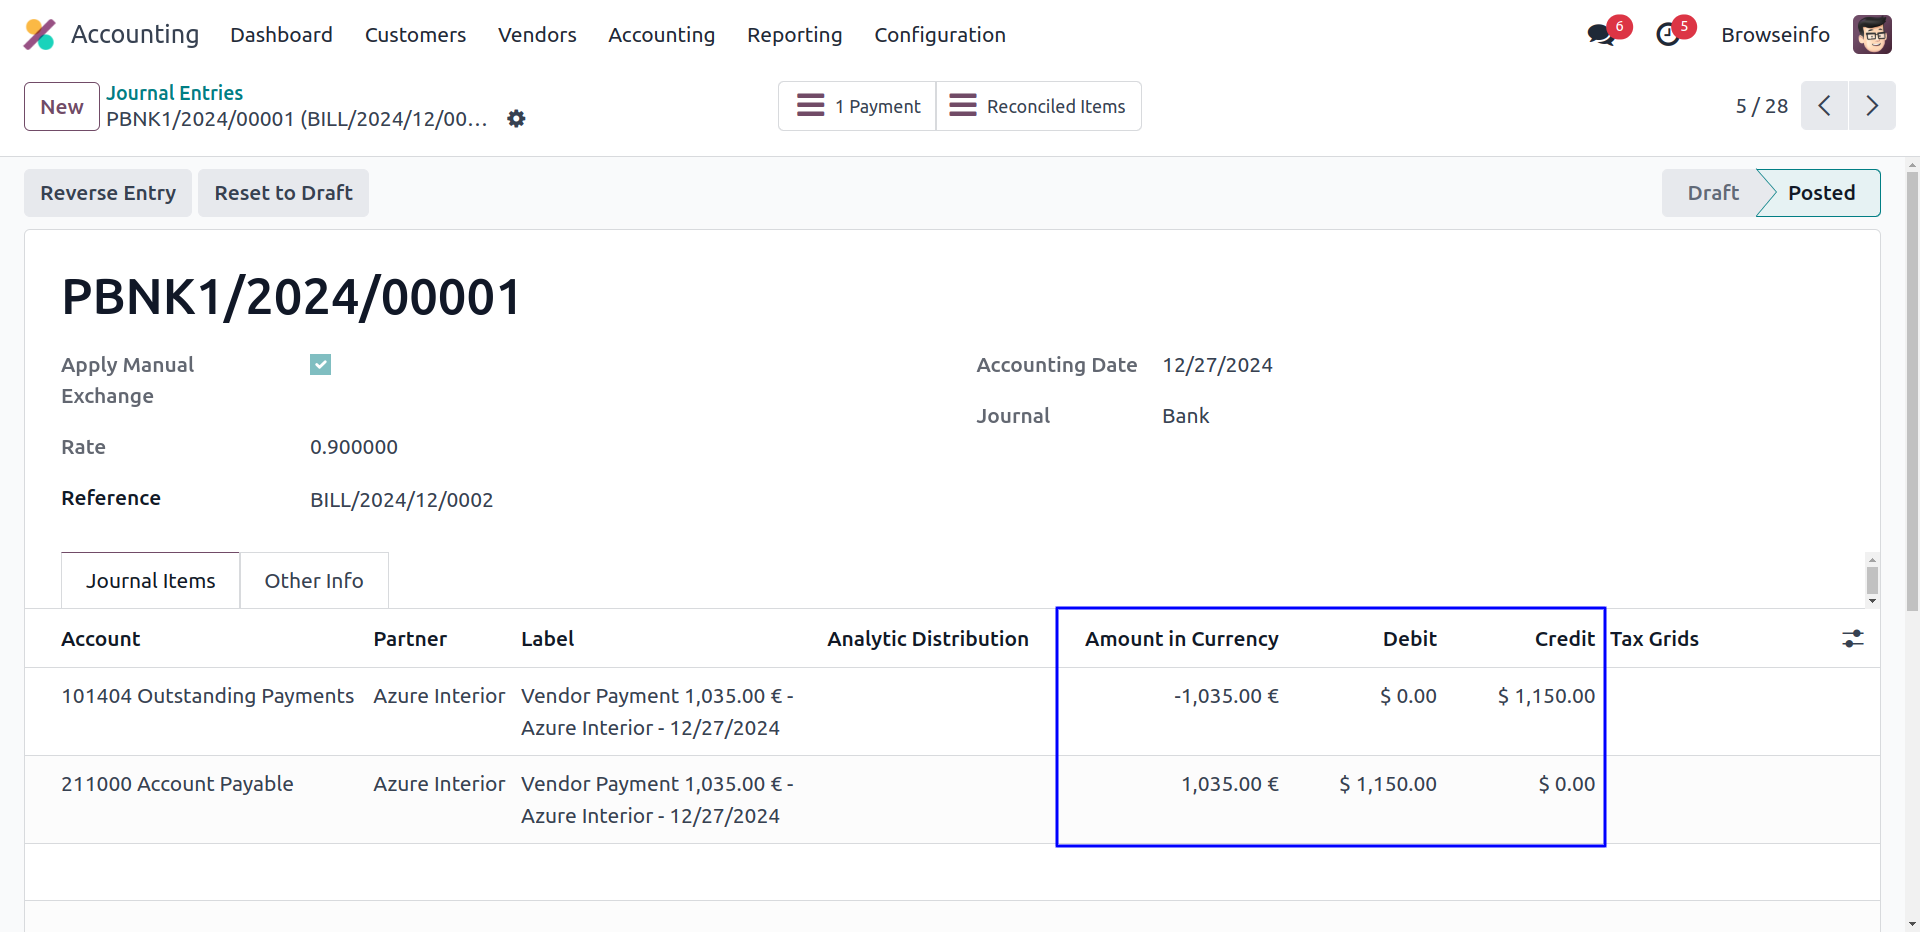 Accounting Dashboard Customers Vendors Accounting Reporting Configuration 6 5 Browseinfo
New Journal Entries
PBNK1/2024/00001 (BILL/2024/12/00...
1 Payment Reconciled Items 5 / 28
Reverse Entry Reset to Draft Draft Posted
PBNK1/2024/00001
Apply Manual
Exchange
Rate 0.900000
Reference BILL/2024/12/0002
Accounting Date 12/27/2024
Journal Bank
Journal Items Other Info
Account Partner Label Analytic Distribution Amount in Currency Debit Credit Tax Grids
101404 Outstanding Payments Azure Interior Vendor Payment 1,035.00 € - -1,035.00 € $ 0.00 $ 1,150.00
Azure Interior - 12/27/2024
211000 Account Payable Azure Interior Vendor Payment 1,035.00 € - 1,035.00 € $ 1,150.00 $ 0.00
Azure Interior - 12/27/2024